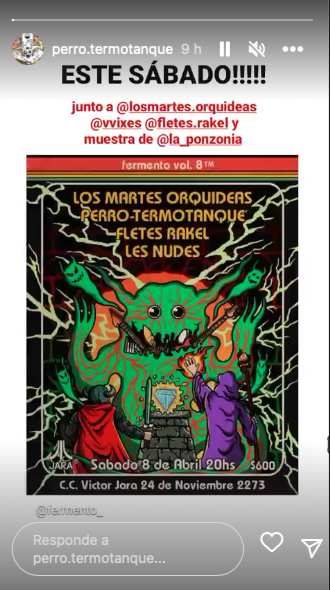 perro.termotanque 9 h
ESTE SÁBADO!!!!!
junto a @losmartes.orquideas
@vvixes @fletes.rakel y
muestra de @la_ponzonia
fermento vol. 8™
LOS MARTES ORQUIDEAS
PERRO-TERMOTANQUE
FLETES RAKEL
LES NUDES
JARA
Sabado 8 de Abril 20hs $600
C.C. Victor Jara 24 de Noviembre 2273
@fermento_
Responde a
perro.termotanque...